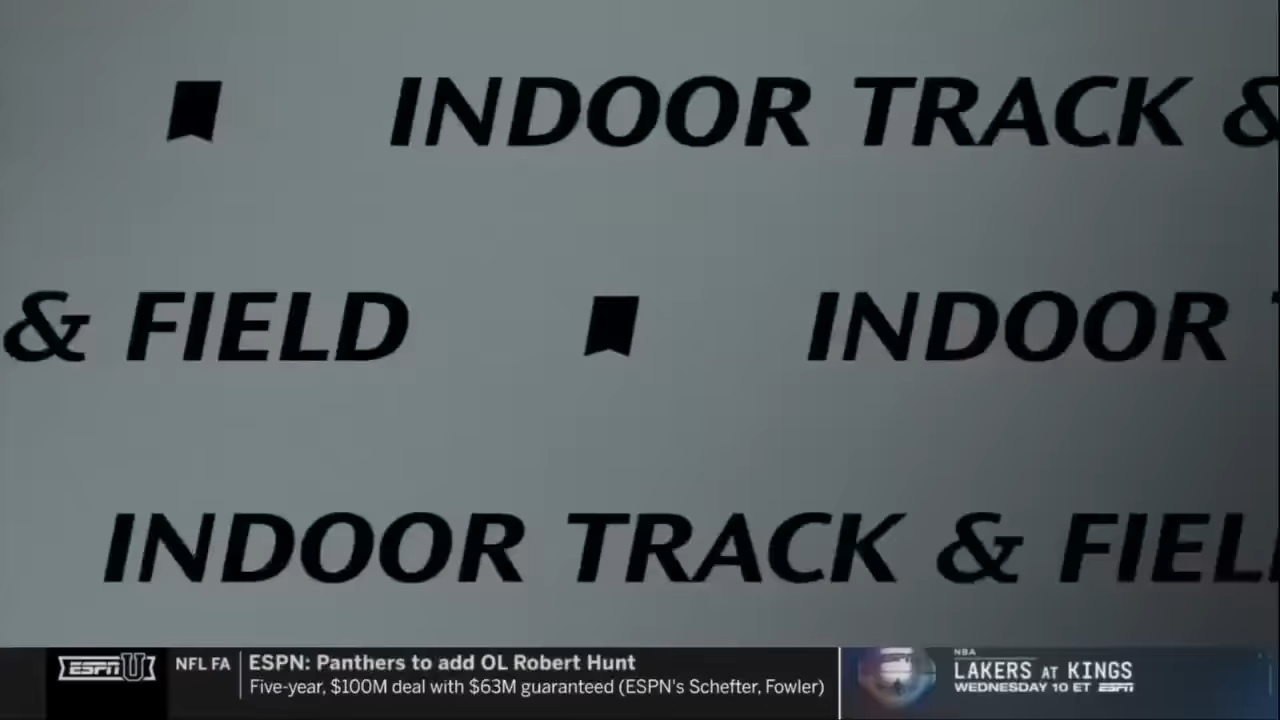 INDOOR TRACK &
& FIELD INDOOR
INDOOR TRACK & FIEL
ESPN U
NFL FA
ESPN: Panthers to add OL Robert Hunt
Five-year, $100M deal with $63M guaranteed (ESPN's Schefter, Fowler)
NBA
LAKERS AT KINGS
WEDNESDAY 10 ET ESPN